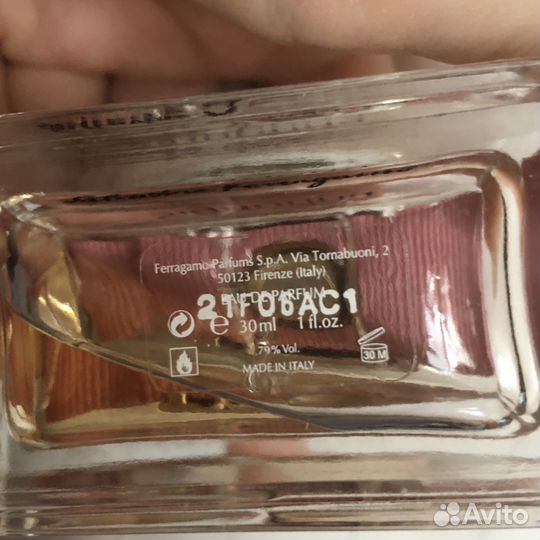 Ferragamo Parfums S.p.A. Via Tornabuoni, 2
50123 Firenze (Italy)
EAU DE PARFUM
21F06AC1
e 30ml 1 fl.oz.
79% Vol.
30 M
MADE IN ITALY
Avito